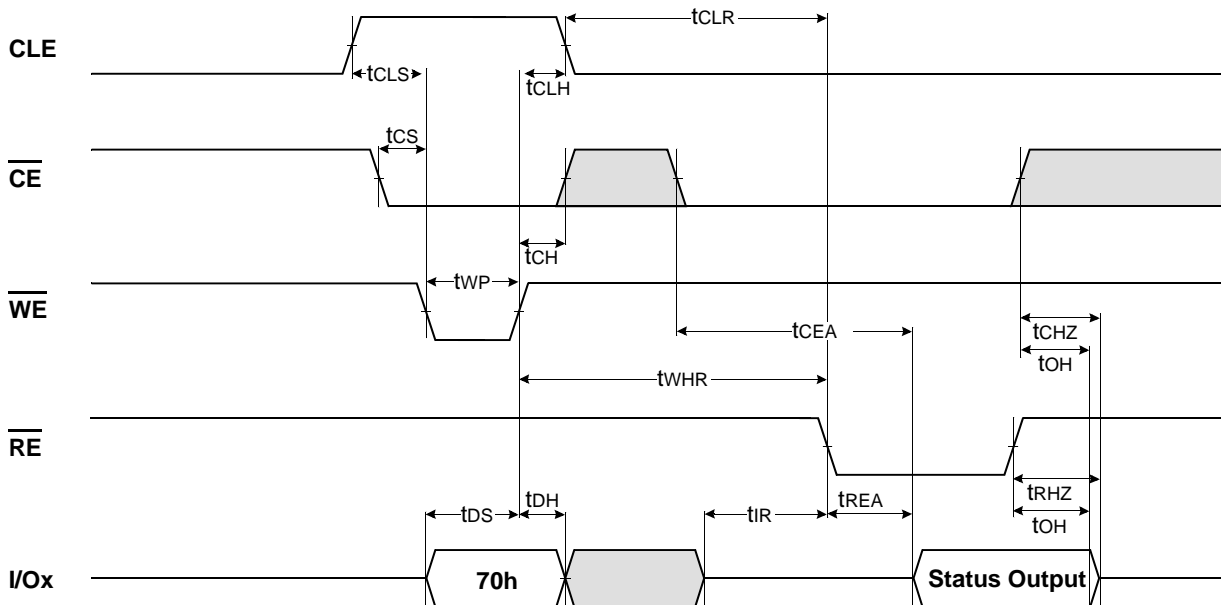 tCLR
CLE
tCLS
tCLH
tCS
CE
tCH
tWP
WE
tCEA
tCHZ
tOH
tWHR
RE
tRHZ
tDS
tDH
tIR
tREA
tOH
I/Ox
70h
Status Output